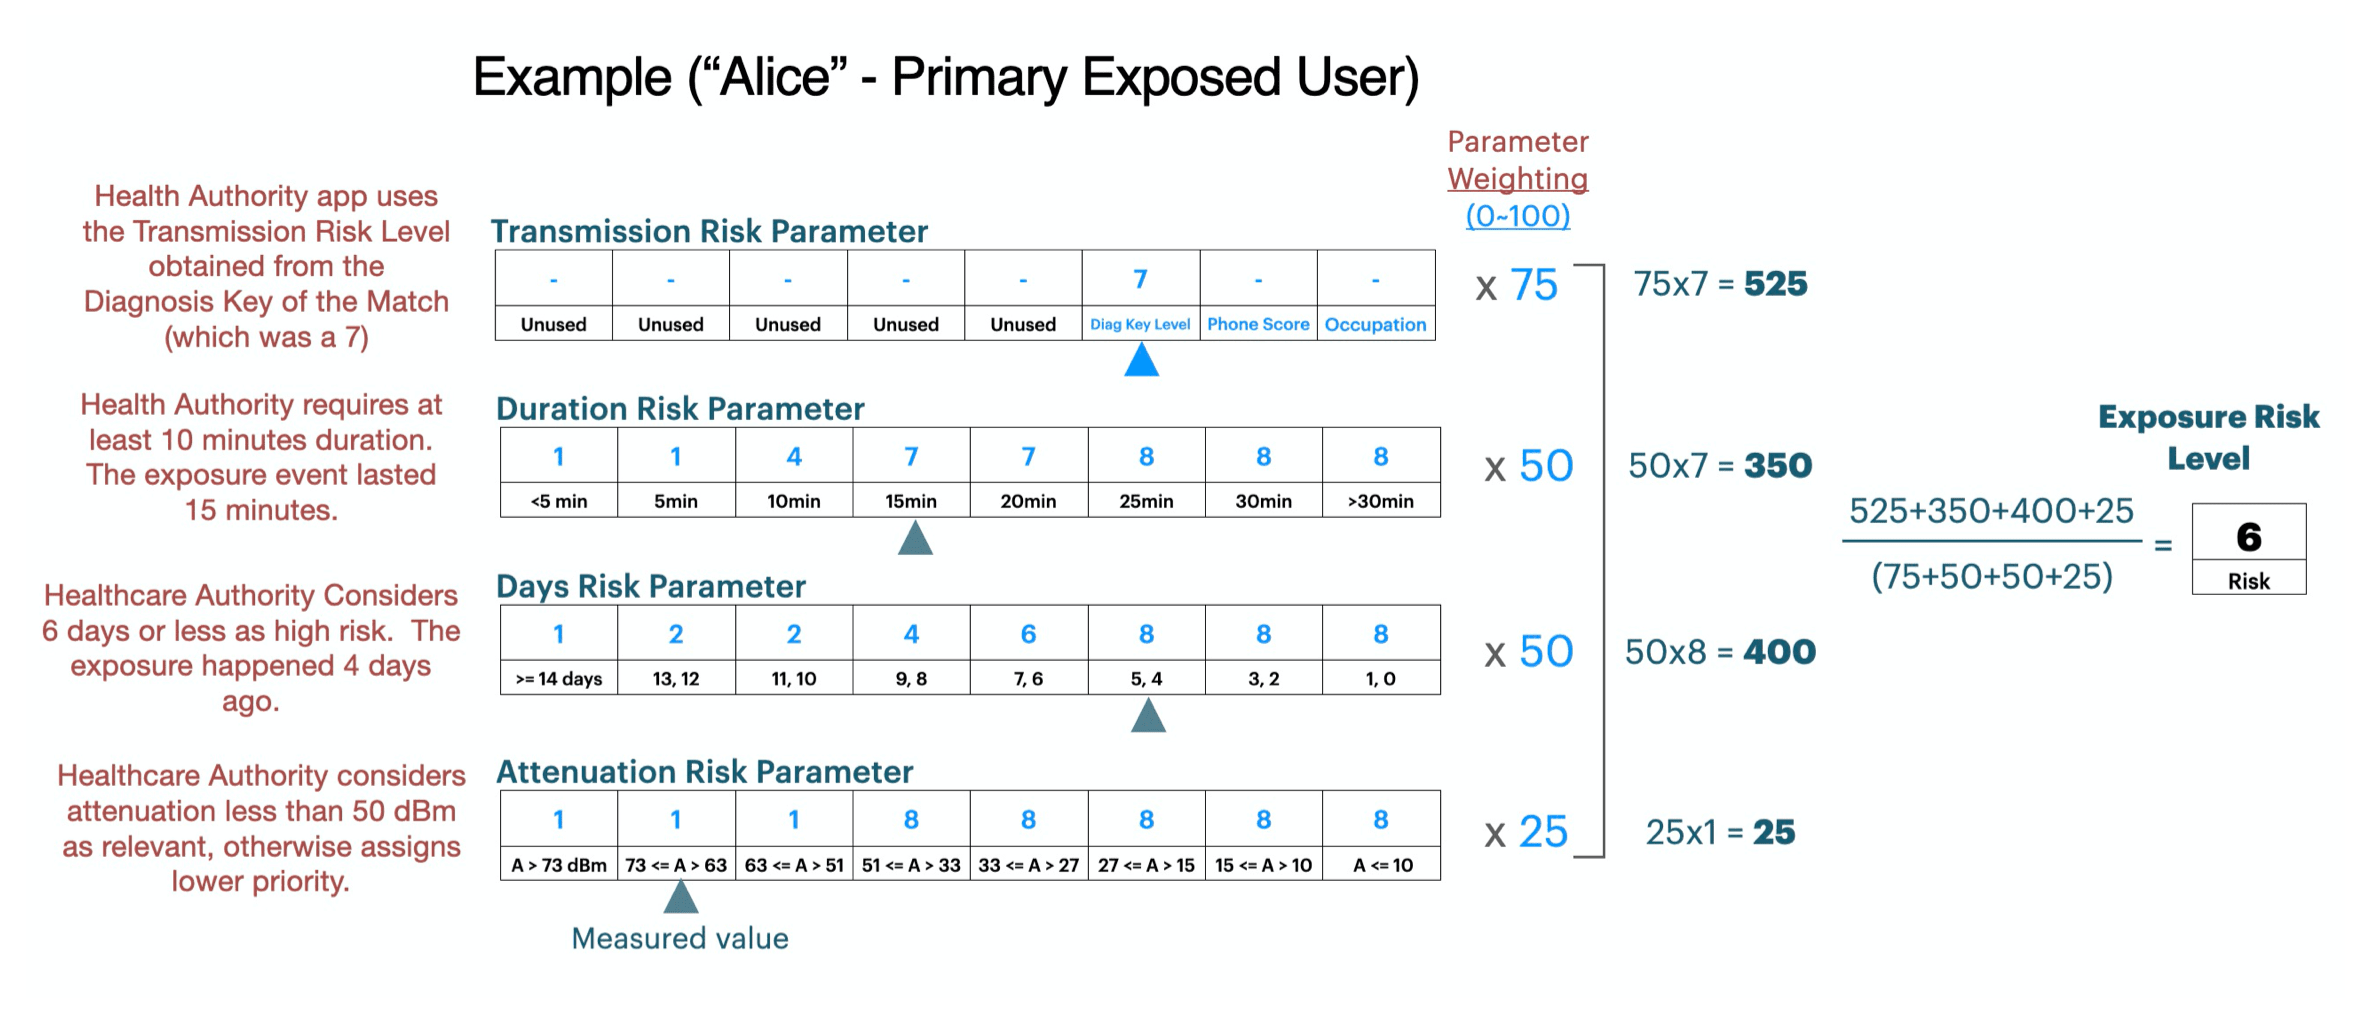 Example (“Alice” - Primary Exposed User)
Parameter
Weighting
(0~100)
Health Authority app uses
the Transmission Risk Level
obtained from the
Diagnosis Key of the Match
(which was a 7)
Transmission Risk Parameter
- - - - - 7 - -
Unused Unused Unused Unused Unused Diag Key Level Phone Score Occupation
x 75
75x7 = 525
Health Authority requires at
least 10 minutes duration.
The exposure event lasted
15 minutes.
Duration Risk Parameter
1 1 4 7 7 8 8 8
<5 min 5min 10min 15min 20min 25min 30min >30min
x 50
50x7 = 350
Healthcare Authority Considers
6 days or less as high risk. The
exposure happened 4 days
ago.
Days Risk Parameter
1 2 2 4 6 8 8 8
>= 14 days 13, 12 11, 10 9, 8 7, 6 5, 4 3, 2 1, 0
x 50
50x8 = 400
Healthcare Authority considers
attenuation less than 50 dBm
as relevant, otherwise assigns
lower priority.
Attenuation Risk Parameter
1 1 1 8 8 8 8 8
A > 73 dBm 73 <= A > 63 63 <= A > 51 51 <= A > 33 33 <= A > 27 27 <= A > 15 15 <= A > 10 A <= 10
x 25
25x1 = 25
Measured value
Exposure Risk
Level
525+350+400+25
(75+50+50+25)
=
6
Risk